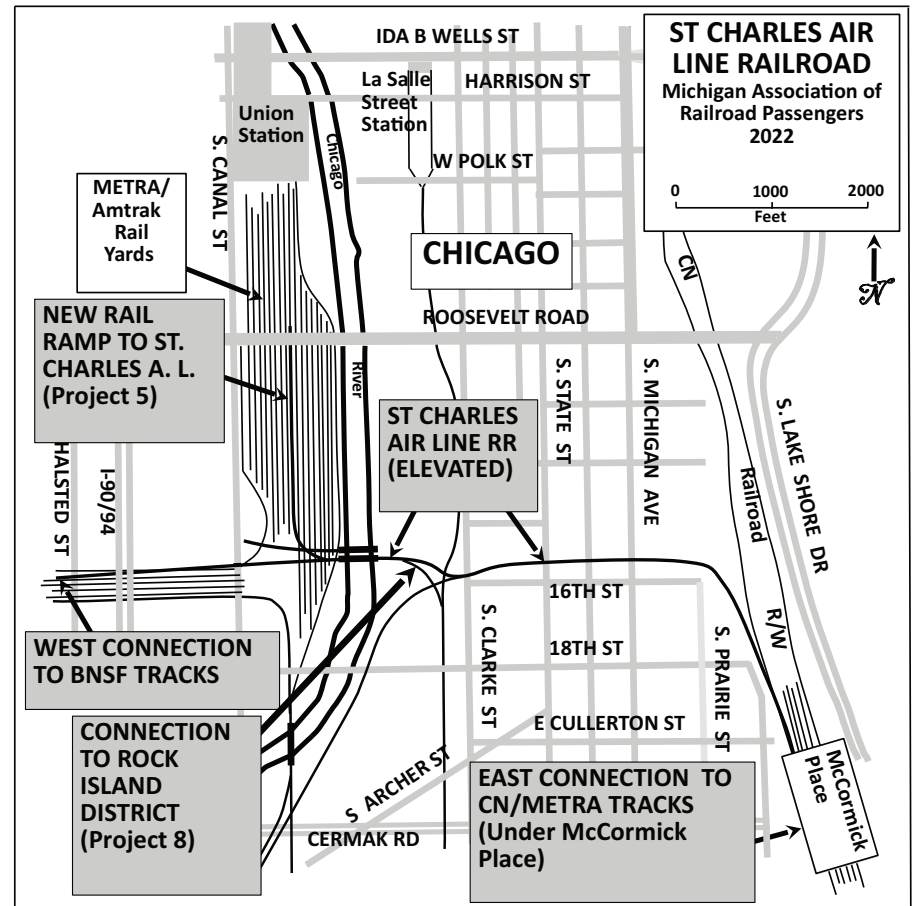 IDA B WELLS ST
La Salle
Street
Station
HARRISON ST
Union
Station
Chicago
W POLK ST
S. CANAL ST
ST CHARLES AIR
LINE RAILROAD
Michigan Association of
Railroad Passengers
2022
0 1000 2000
Feet
N
METRA/
Amtrak
Rail
Yards
CHICAGO
CN
NEW RAIL
RAMP TO ST.
CHARLES A. L.
(Project 5)
ROOSEVELT ROAD
River
ST CHARLES
AIR LINE RR
(ELEVATED)
S. STATE ST
S. MICHIGAN AVE
Railroad
R/W
S. LAKE SHORE DR
HALSTED ST
I-90/94
16TH ST
WEST CONNECTION
TO BNSF TRACKS
S. CLARKE ST
18TH ST
S. PRAIRIE ST
CONNECTION
TO ROCK
ISLAND
DISTRICT
(Project 8)
E CULLERTON ST
S ARCHER ST
CERMAK RD
EAST CONNECTION TO
CN/METRA TRACKS
(Under McCormick
Place)
McCormick
Place